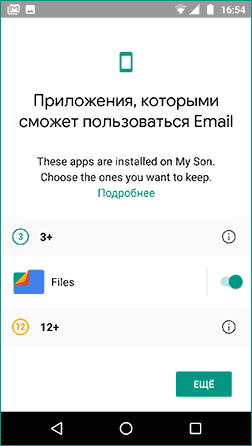 16:54
Приложения, которыми
сможет пользоваться Email
These apps are installed on My Son.
Choose the ones you want to keep.
Подробнее
3 3+
Files
12 12+
ЕЩЁ